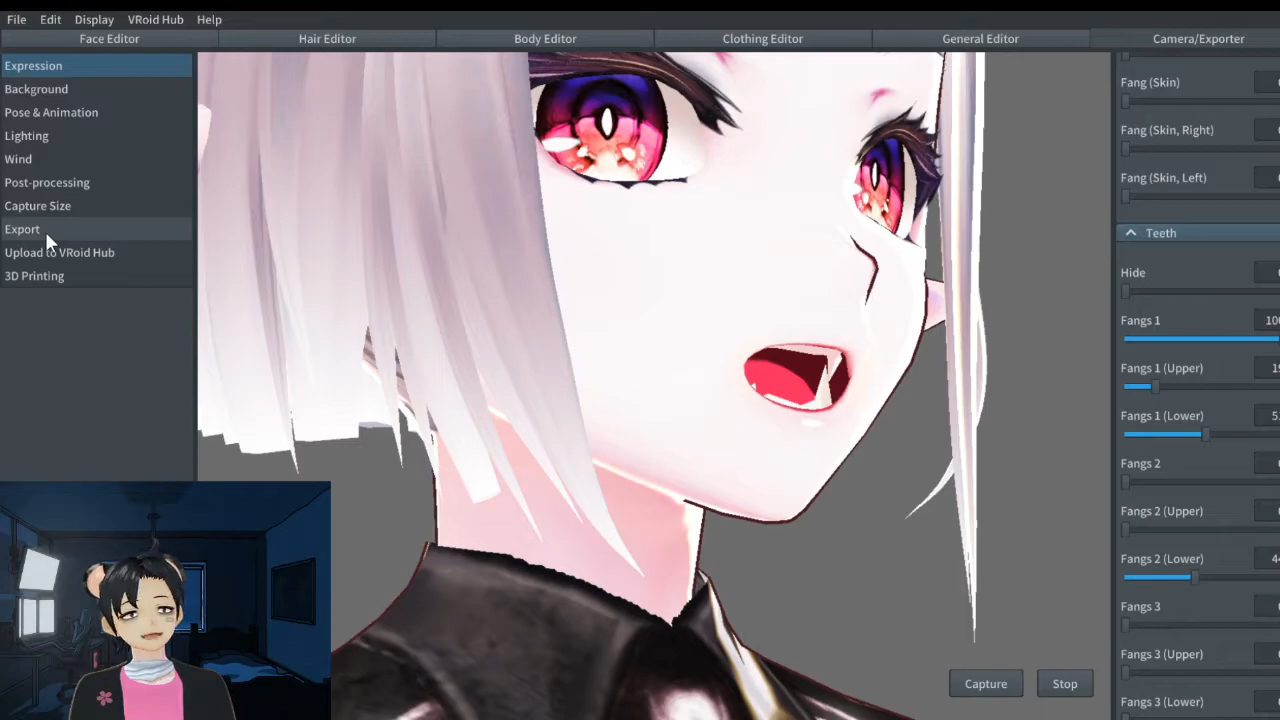 File Edit Display VRoid Hub Help
Face Editor Hair Editor Body Editor Clothing Editor General Editor Camera/Exporter
Expression
Background
Pose & Animation
Lighting
Wind
Post-processing
Capture Size
Export
Upload to VRoid Hub
3D Printing
Fang (Skin)
Fang (Skin, Right)
Fang (Skin, Left)
Teeth
Hide
Fangs 1
Fangs 1 (Upper)
Fangs 1 (Lower)
Fangs 2
Fangs 2 (Upper)
Fangs 2 (Lower)
Fangs 3
Fangs 3 (Upper)
Fangs 3 (Lower)
Capture Stop